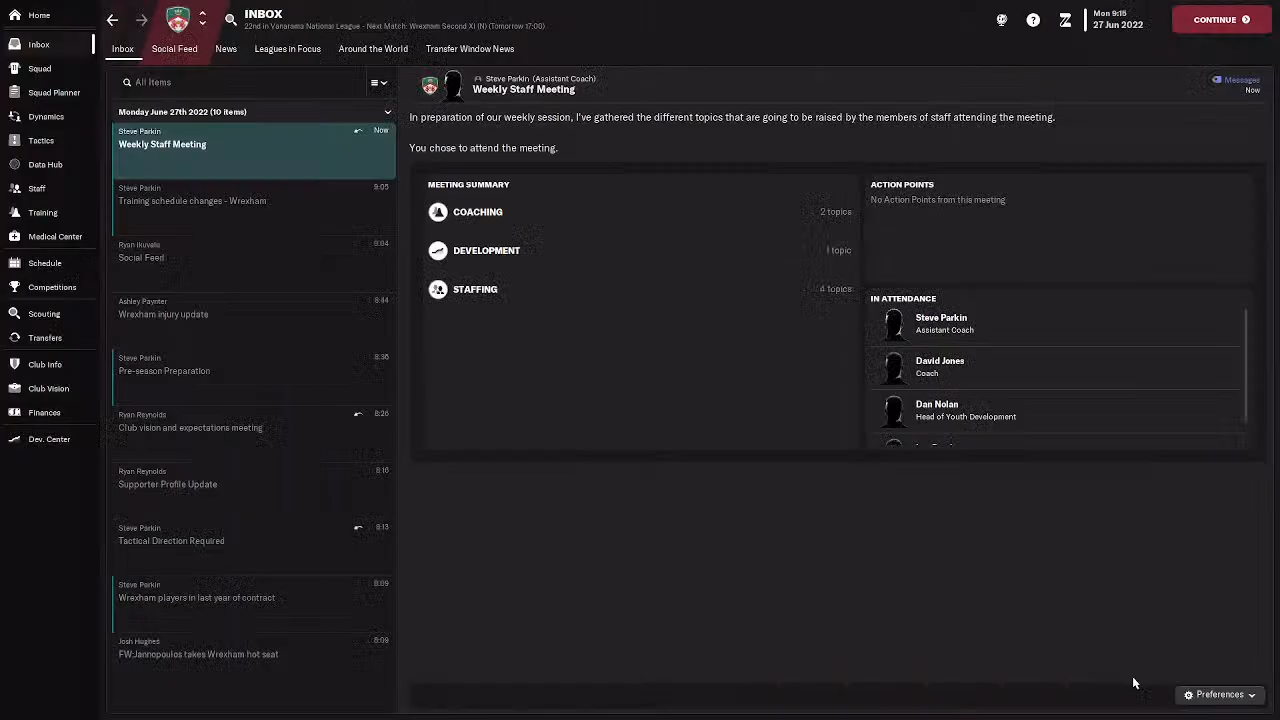 Home
Inbox
Squad
Squad Planner
Dynamics
Tactics
Data Hub
Staff
Training
Medical Center
Schedule
Competitions
Scouting
Transfers
Club Info
Club Vision
Finances
Dev. Center
INBOX
22nd in Vanarama National League - Next Match: Wrexham Second XI (N) (Tomorrow 17:00)
Mon 9:15
27 Jun 2022
CONTINUE
Inbox Social Feed News Leagues in Focus Around the World Transfer Window News
All Items
Monday June 27th 2022 (10 items)
Steve Parkin Now
Weekly Staff Meeting
Steve Parkin 9:05
Training schedule changes - Wrexham
Ryan Ikuvalu 9:04
Social Feed
Ashley Paynter 8:44
Wrexham injury update
Steve Parkin 8:36
Pre-season Preparation
Ryan Reynolds 8:26
Club vision and expectations meeting
Ryan Reynolds 8:16
Supporter Profile Update
Steve Parkin 8:13
Tactical Direction Required
Steve Parkin 8:09
Wrexham players in last year of contract
Josh Hughes 8:09
FW:Jannopoulos takes Wrexham hot seat
Steve Parkin (Assistant Coach)
Weekly Staff Meeting
Messages
Now
In preparation of our weekly session, I've gathered the different topics that are going to be raised by the members of staff attending the meeting.
You chose to attend the meeting.
MEETING SUMMARY
COACHING 2 topics
DEVELOPMENT 1 topic
STAFFING 4 topics
ACTION POINTS
No Action Points from this meeting
IN ATTENDANCE
Steve Parkin
Assistant Coach
David Jones
Coach
Dan Nolan
Head of Youth Development
Preferences